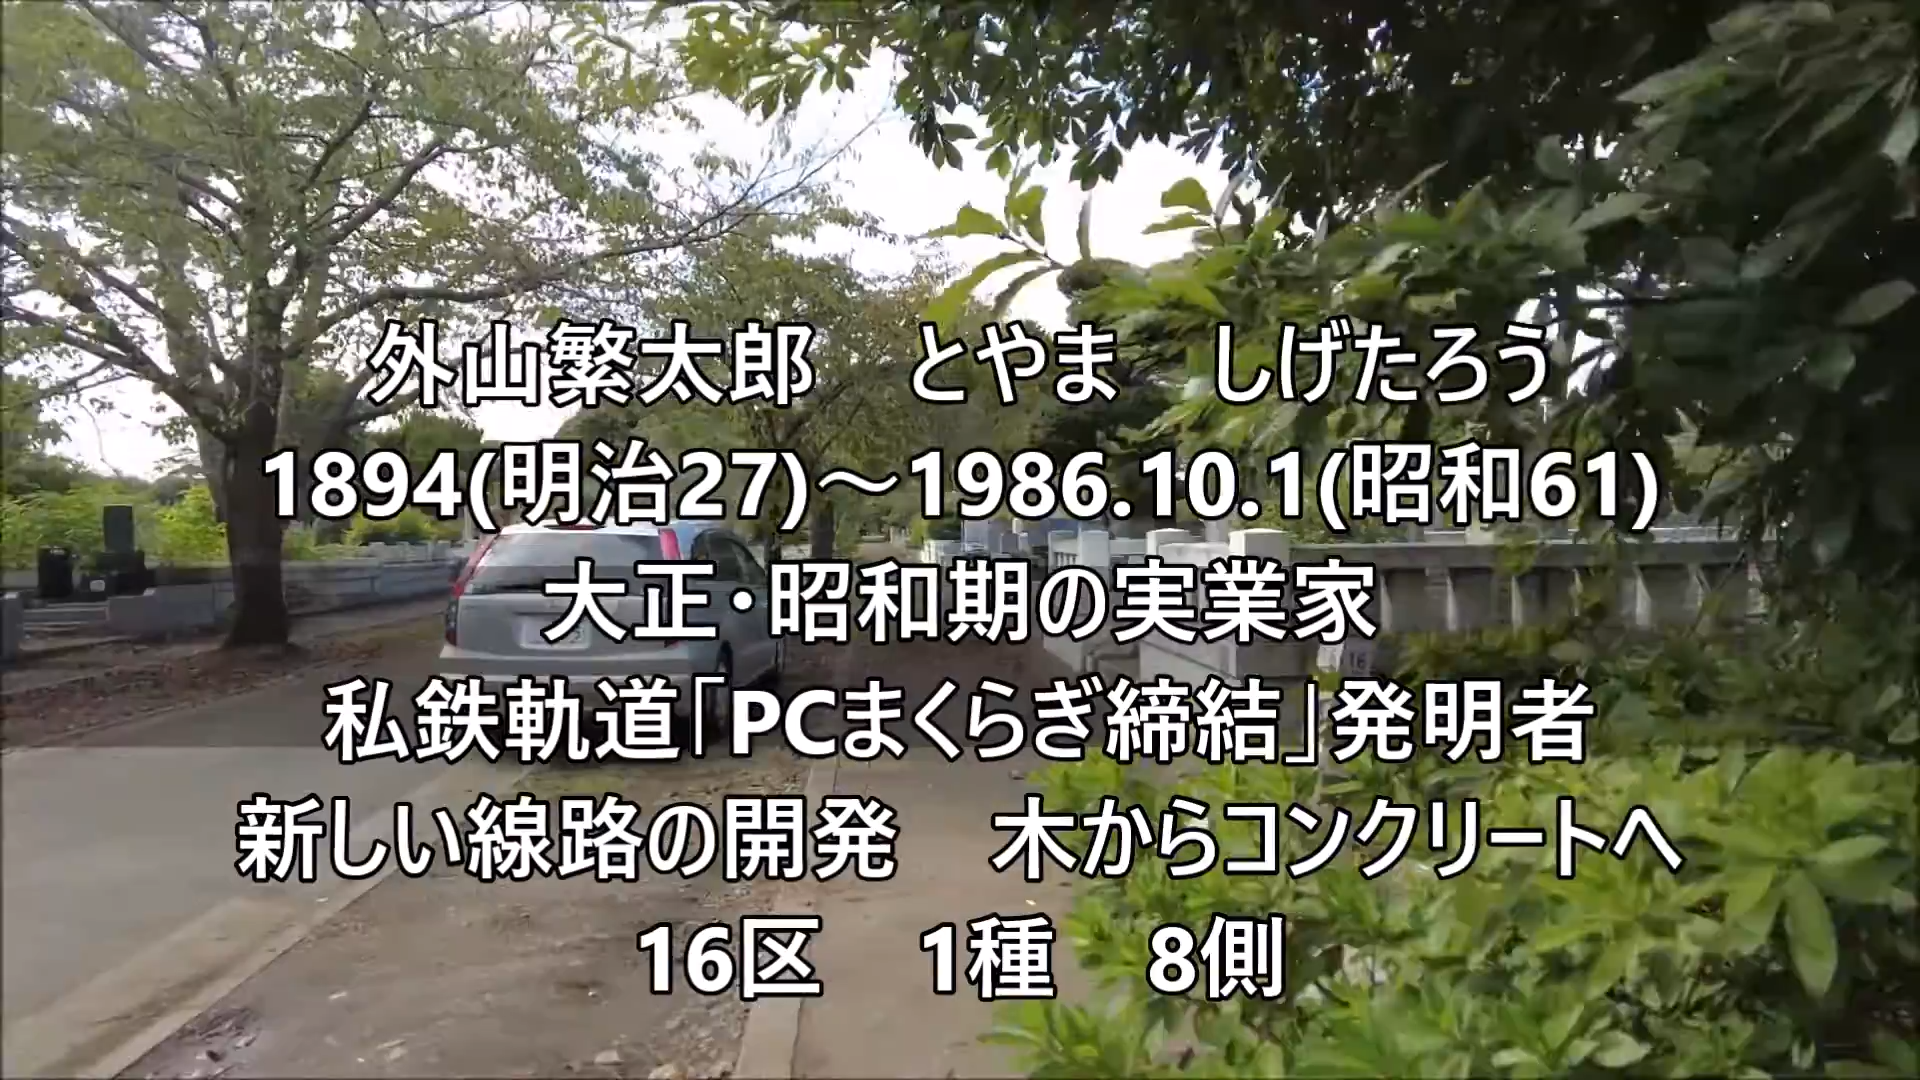 外山繁太郎　とやま　しげたろう
1894(明治27)～1986.10.1(昭和61)
大正・昭和期の実業家
私鉄軌道「PCまくらぎ締結」発明者
新しい線路の開発　木からコンクリートへ
16区　1種　8側
16